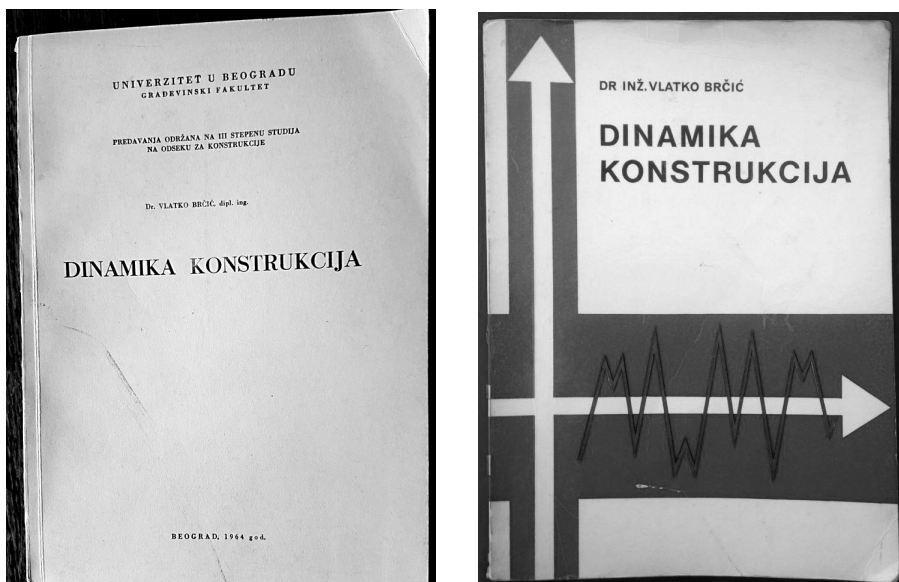 UNIVERZITET U BEOGRADU
GRAĐEVINSKI FAKULTET
PREDAVANJA ODRŽANA NA III STEPENU STUDIJA
NA ODSEKU ZA KONSTRUKCIJE
Dr. VLATKO BRČIĆ, dipl. ing.
DINAMIKA KONSTRUKCIJA
BEOGRAD, 1964 god.
DR INŽ. VLATKO BRČIĆ
DINAMIKA
KONSTRUKCIJA